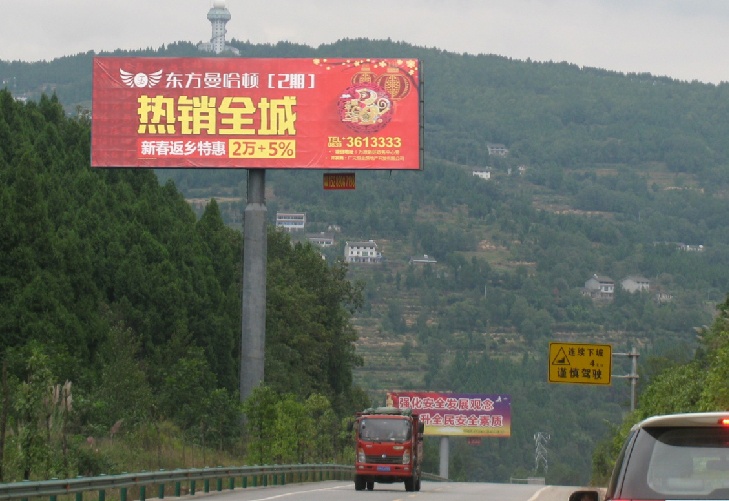 东方曼哈顿［2期］
热销全城
新春返乡特惠 2万+5%
TEL 3613333
连续下坡
4
谨慎驾驶
强化安全发展观念
升全民安全素质